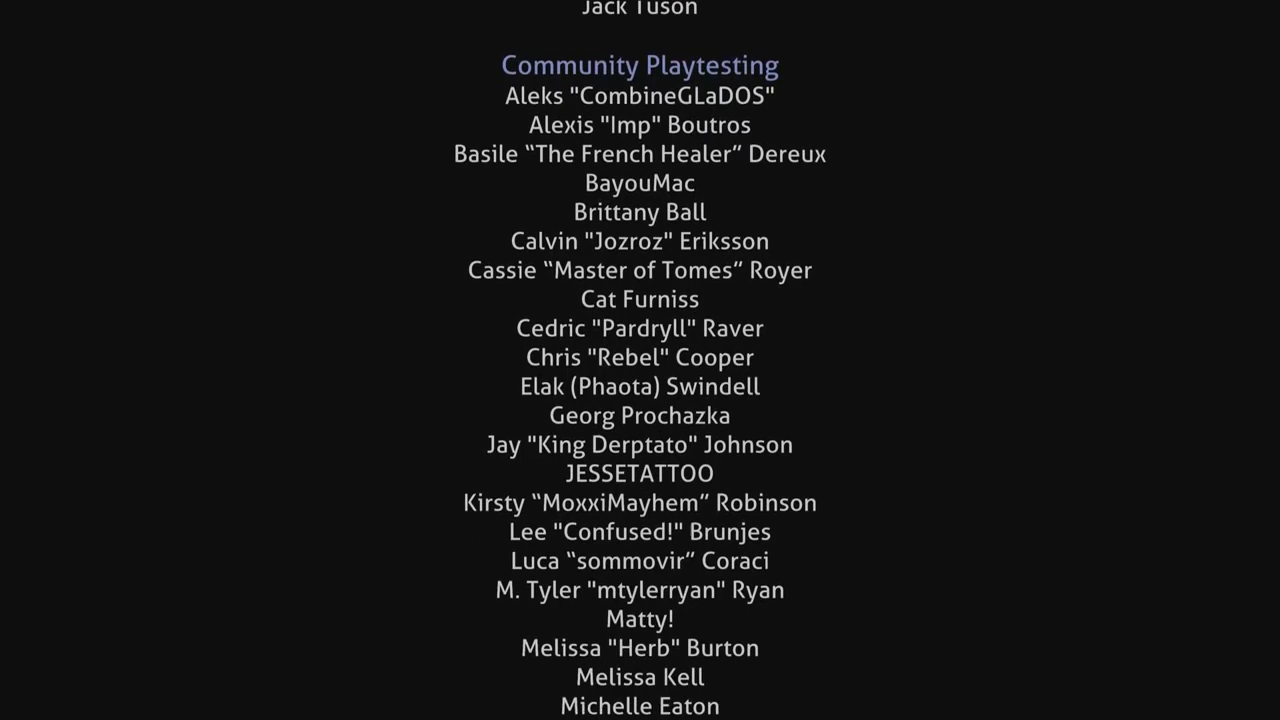 Jack Tuson
Community Playtesting
Aleks "CombineGLaDOS"
Alexis "Imp" Boutros
Basile “The French Healer” Dereux
BayouMac
Brittany Ball
Calvin "Jozroz" Eriksson
Cassie “Master of Tomes” Royer
Cat Furniss
Cedric "Pardryll" Raver
Chris "Rebel" Cooper
Elak (Phaota) Swindell
Georg Prochazka
Jay "King Derptato" Johnson
JESSETATTOO
Kirsty “MoxxiMayhem” Robinson
Lee "Confused!" Brunjes
Luca “sommovir” Coraci
M. Tyler "mtylerryan" Ryan
Matty!
Melissa "Herb" Burton
Melissa Kell
Michelle Eaton